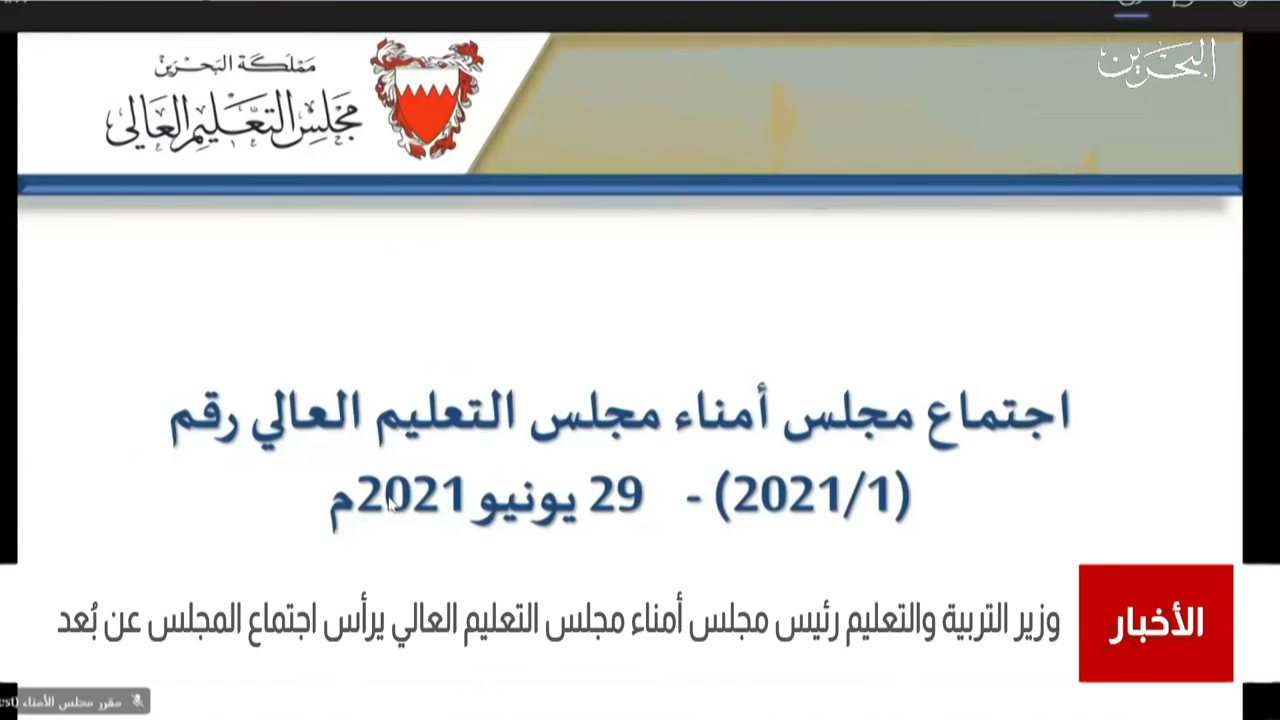 البحرين
مملكة البحرين
مجلس التعليم العالي
اجتماع مجلس أمناء مجلس التعليم العالي رقم
(2021/1) - 29 يونيو 2021م
الأخبار
وزير التربية والتعليم رئيس مجلس أمناء مجلس التعليم العالي يرأس اجتماع المجلس عن بُعد
مقرر مجلس الأمناء